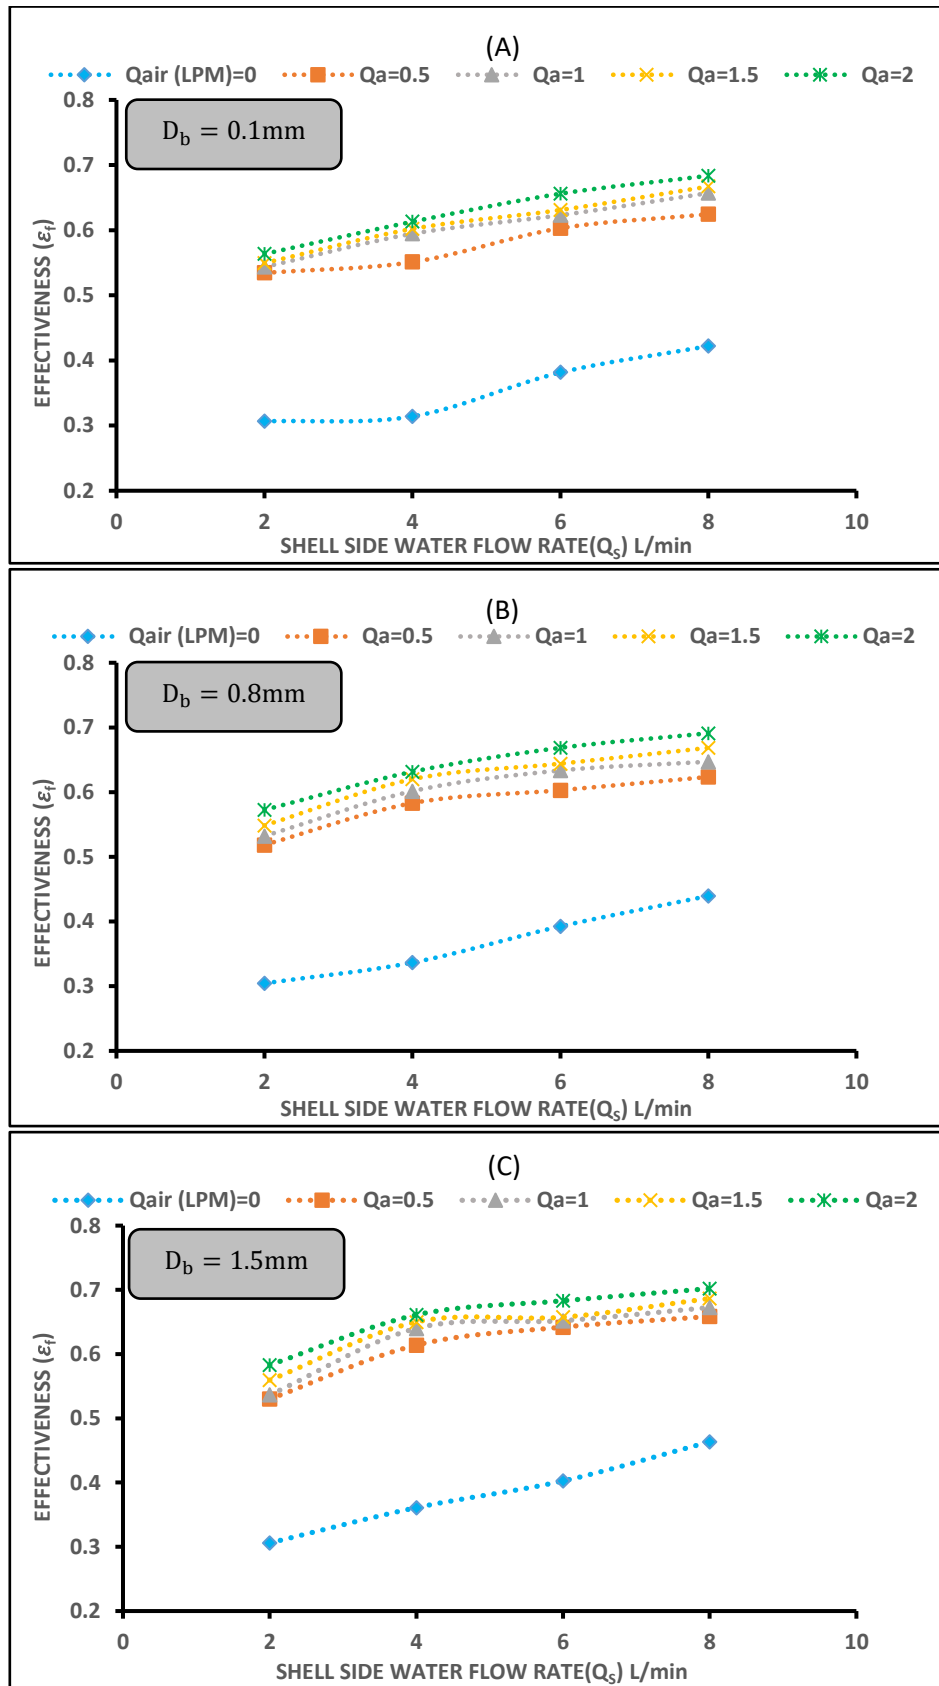 (A)
Qair (LPM)=0 Qa=0.5 Qa=1 Qa=1.5 Qa=2
D_b = 0.1mm
0.8
0.7
0.6
0.5
0.4
0.3
0.2
EFFECTIVENESS (ε_f)
0 2 4 6 8 10
SHELL SIDE WATER FLOW RATE(Q_S) L/min
(B)
Qair (LPM)=0 Qa=0.5 Qa=1 Qa=1.5 Qa=2
D_b = 0.8mm
0.8
0.7
0.6
0.5
0.4
0.3
0.2
EFFECTIVENESS (ε_f)
0 2 4 6 8 10
SHELL SIDE WATER FLOW RATE(Q_S) L/min
(C)
Qair (LPM)=0 Qa=0.5 Qa=1 Qa=1.5 Qa=2
D_b = 1.5mm
0.8
0.7
0.6
0.5
0.4
0.3
0.2
EFFECTIVENESS (ε_f)
0 2 4 6 8 10
SHELL SIDE WATER FLOW RATE(Q_S) L/min